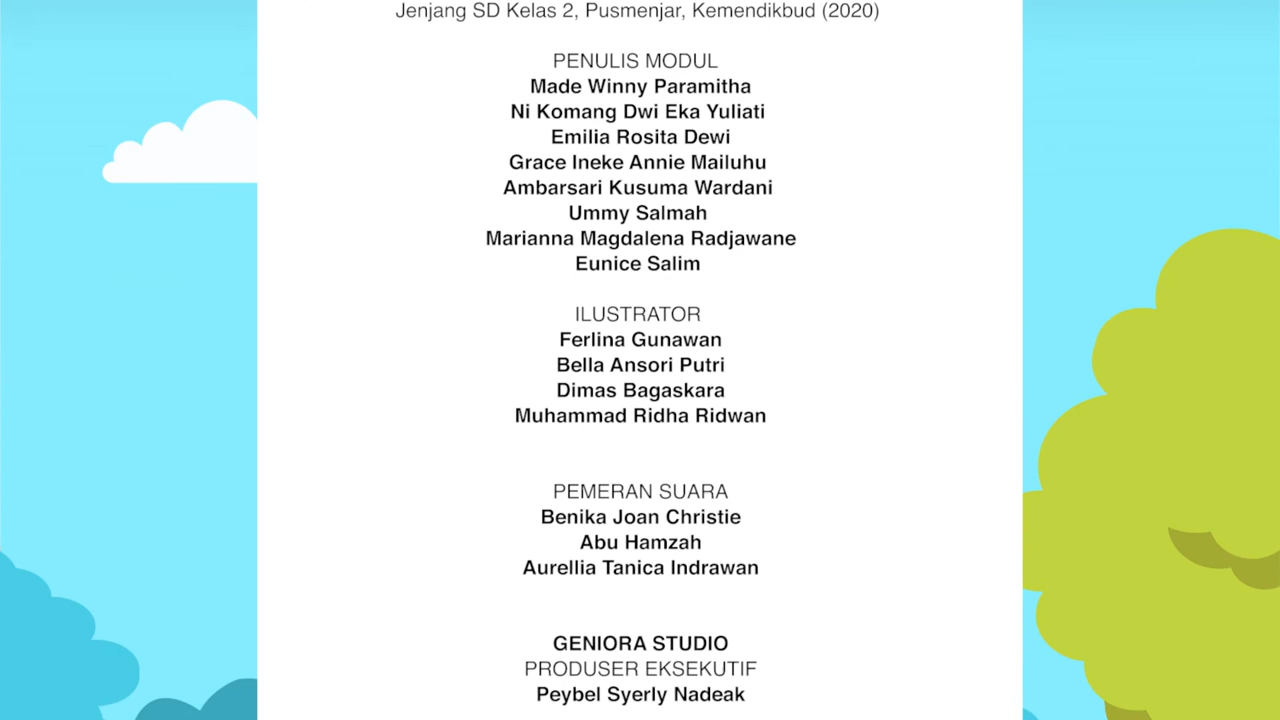 Jenjang SD Kelas 2, Pusmenjar, Kemendikbud (2020)
PENULIS MODUL
Made Winny Paramitha
Ni Komang Dwi Eka Yuliati
Emilia Rosita Dewi
Grace Ineke Annie Mailuhu
Ambarsari Kusuma Wardani
Ummy Salmah
Marianna Magdalena Radjawane
Eunice Salim
ILUSTRATOR
Ferlina Gunawan
Bella Ansori Putri
Dimas Bagaskara
Muhammad Ridha Ridwan
PEMERAN SUARA
Benika Joan Christie
Abu Hamzah
Aurellia Tanica Indrawan
GENIORA STUDIO
PRODUSER EKSEKUTIF
Peybel Syerly Nadeak